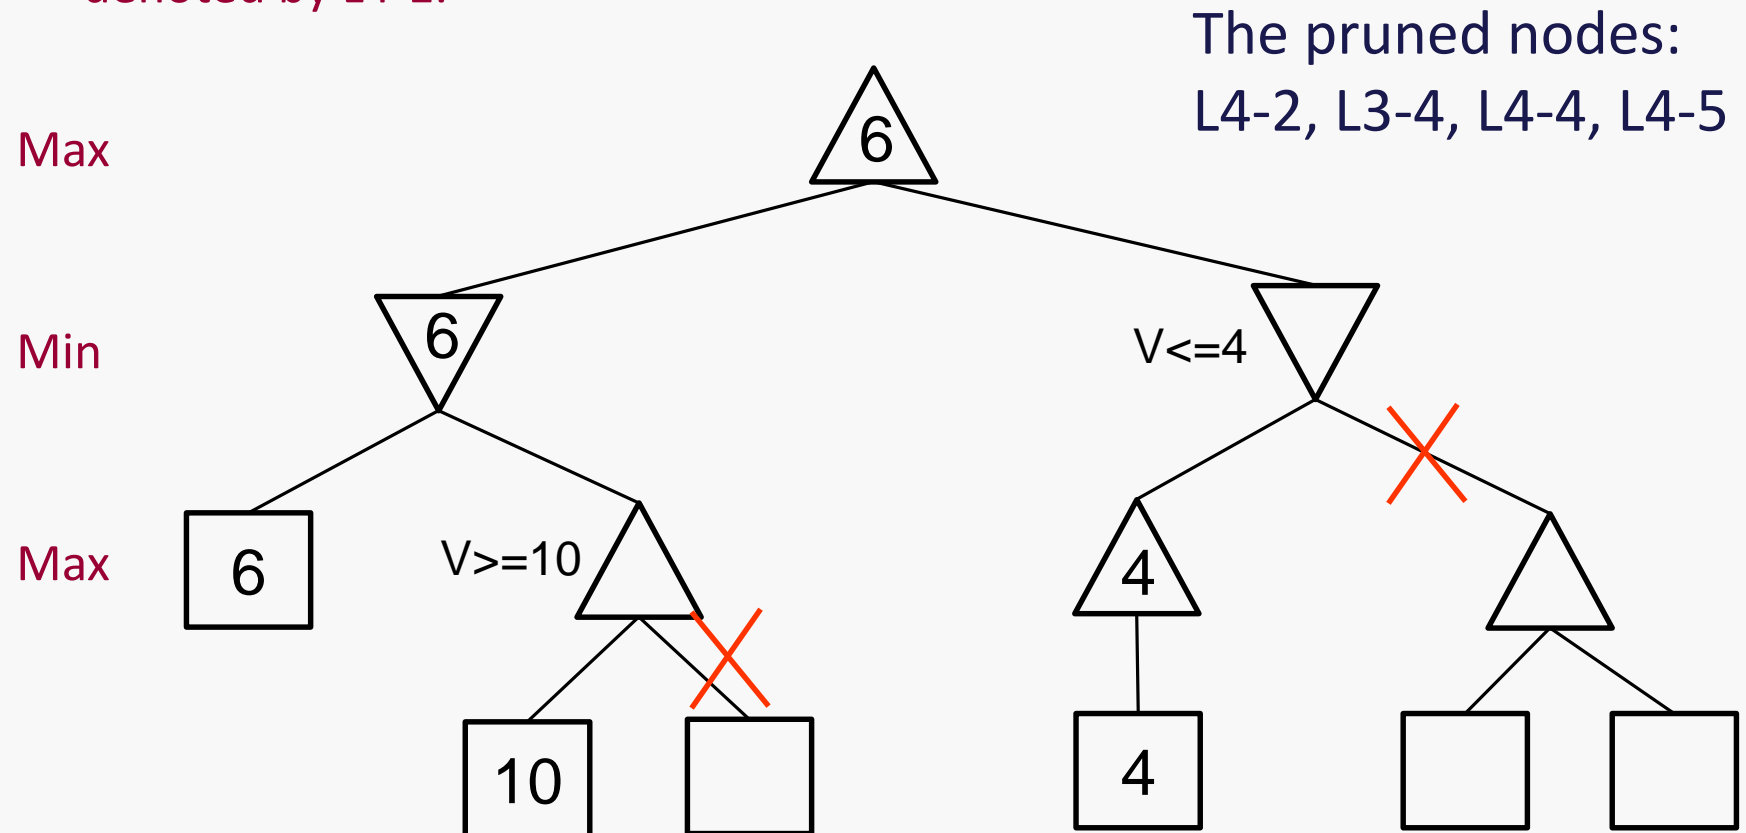 The pruned nodes:
L4-2, L3-4, L4-4, L4-5
Max
6
Min
6
V<=4
Max
6
V>=10
4
10
4